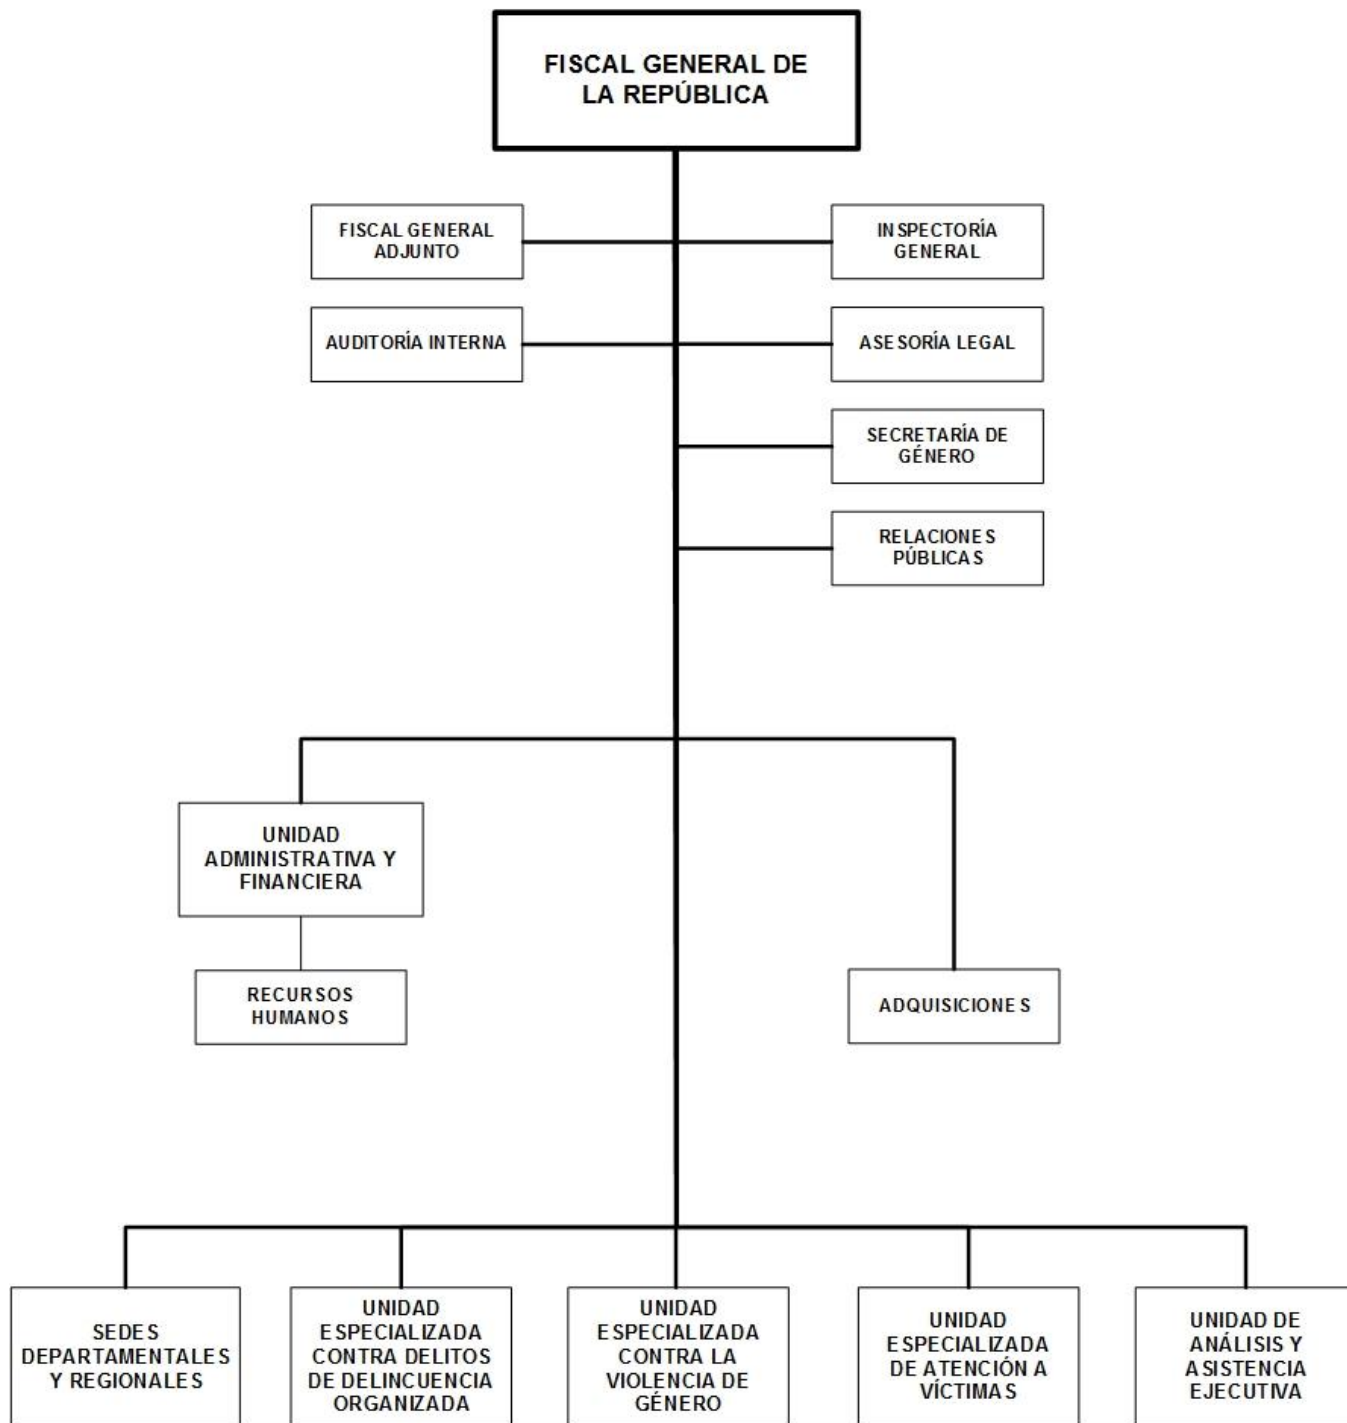 FISCAL GENERAL DE
LA REPÚBLICA
FISCAL GENERAL
ADJUNTO
INSPECTORÍA
GENERAL
AUDITORÍA INTERNA
ASESORÍA LEGAL
SECRETARÍA DE
GÉNERO
RELACIONES
PÚBLICAS
UNIDAD
ADMINISTRATIVA Y
FINANCIERA
RECURSOS
HUMANOS
ADQUISICIONES
SEDES
DEPARTAMENTALES
Y REGIONALES
UNIDAD
ESPECIALIZADA
CONTRA DELITOS
DE DELINCUENCIA
ORGANIZADA
UNIDAD
ESPECIALIZADA
CONTRA LA
VIOLENCIA DE
GÉNERO
UNIDAD
ESPECIALIZADA
DE ATENCIÓN A
VÍCTIMAS
UNIDAD DE
ANÁLISIS Y
ASISTENCIA
EJECUTIVA